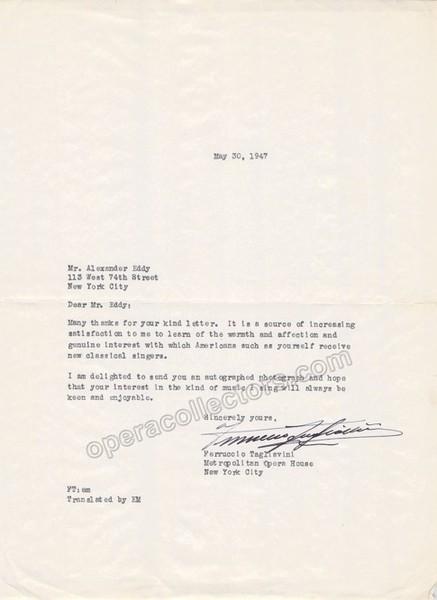 May 30, 1947
Mr. Alexander Eddy
113 West 74th Street
New York City
Dear Mr. Eddy:
Many thanks for your kind letter. It is a source of increasing
satisfaction to me to learn of the warmth and affection and
genuine interest with which Americans such as yourself receive
new classical singers.
I am delighted to send you an autographed photograph and hope
that your interest in the kind of music I sing will always be
keen and enjoyable.
Sincerely yours,
Ferruccio Tagliavini
Ferruccio Tagliavini
Metropolitan Opera House
New York City
FT:em
Translated by EM
operacollectors.com